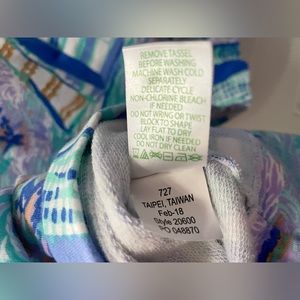 REMOVE TASSEL
BEFORE WASHING
MACHINE WASH COLD
SEPARATELY
DELICATE CYCLE
NON-CHLORINE BLEACH
IF NEEDED
DO NOT WRING OR TWIST
BLOCK TO SHAPE
LAY FLAT TO DRY
COOL IRON IF NEEDED
DO NOT DRY CLEAN
727
TAIPEI, TAIWAN
Feb-18
Style 20600
PO 048870